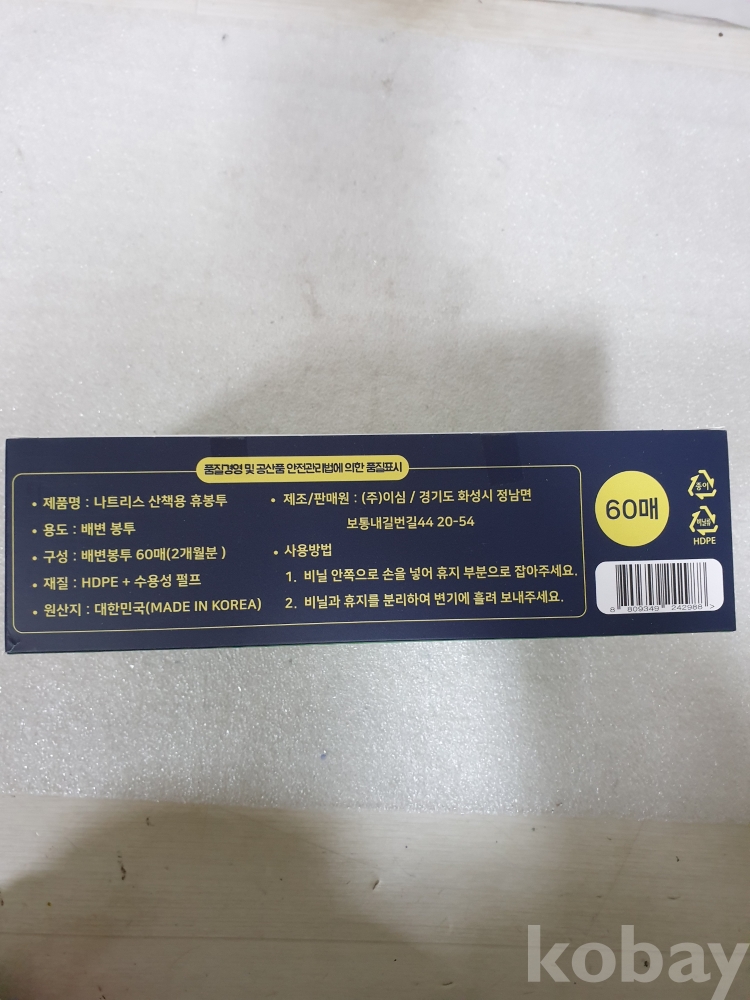 품질경영 및 공산품 안전관리법에 의한 품질표시
• 제품명 : 나트리스 산책용 휴봉투
• 용도 : 배변 봉투
• 구성 : 배변봉투 60매(2개월분 )
• 재질 : HDPE + 수용성 펄프
• 원산지 : 대한민국(MADE IN KOREA)
• 제조/판매원 : (주)이심 / 경기도 화성시 정남면
보통내길번길44 20-54
• 사용방법
1. 비닐 안쪽으로 손을 넣어 휴지 부분으로 잡아주세요.
2. 비닐과 휴지를 분리하여 변기에 흘려 보내주세요.
60매
종이
비닐류
HDPE
8 809349 242988 >
kobay